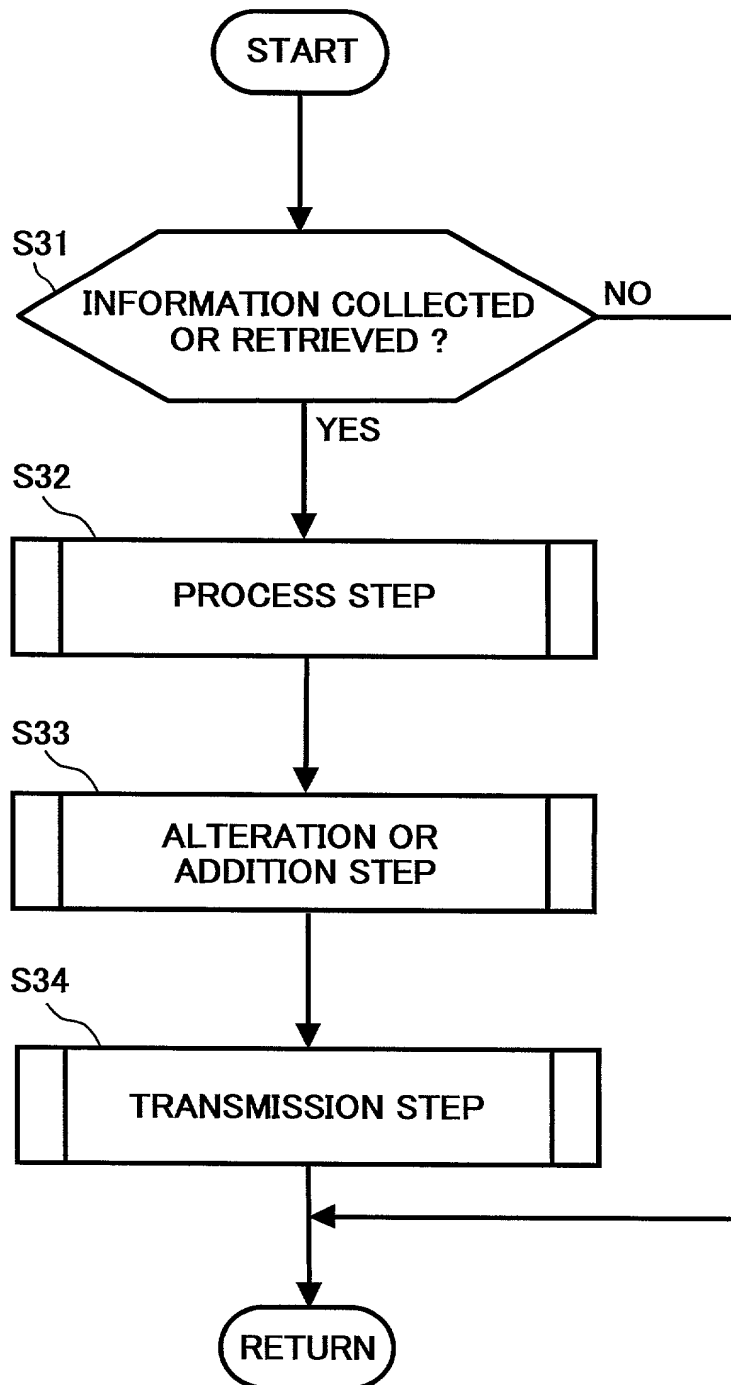 START
S31
INFORMATION COLLECTED
OR RETRIEVED ?
NO
YES
S32
PROCESS STEP
S33
ALTERATION OR
ADDITION STEP
S34
TRANSMISSION STEP
RETURN